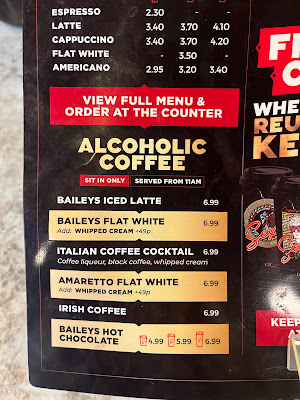 ESPRESSO 2.30 - -
LATTE 3.40 3.70 4.10
CAPPUCCINO 3.40 3.70 4.20
FLAT WHITE - 3.50 -
AMERICANO 2.95 3.20 3.40
VIEW FULL MENU &
ORDER AT THE COUNTER
ALCOHOLIC
COFFEE
SIT IN ONLY SERVED FROM 11AM
BAILEYS ICED LATTE 6.99
BAILEYS FLAT WHITE 6.99
Add: WHIPPED CREAM +49p
ITALIAN COFFEE COCKTAIL 6.99
Coffee liqueur, black coffee, whipped cream
AMARETTO FLAT WHITE 6.99
Add: WHIPPED CREAM +49p
IRISH COFFEE 6.99
BAILEYS HOT
CHOCOLATE 4.99 5.99 6.99
WHE
REU
KE
KEEP